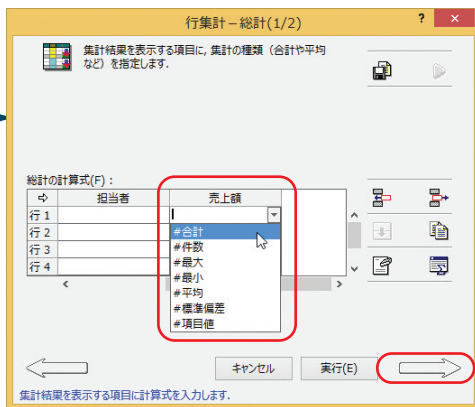 行集計－総計(1/2)
?
×
集計結果を表示する項目に, 集計の種類（合計や平均
など）を指定します.
総計の計算式(F)：
担当者 売上額
行 1
行 2
行 3
行 4
#合計
#件数
#最大
#最小
#平均
#標準偏差
#項目値
キャンセル 実行(E)
集計結果を表示する項目に計算式を入力します.